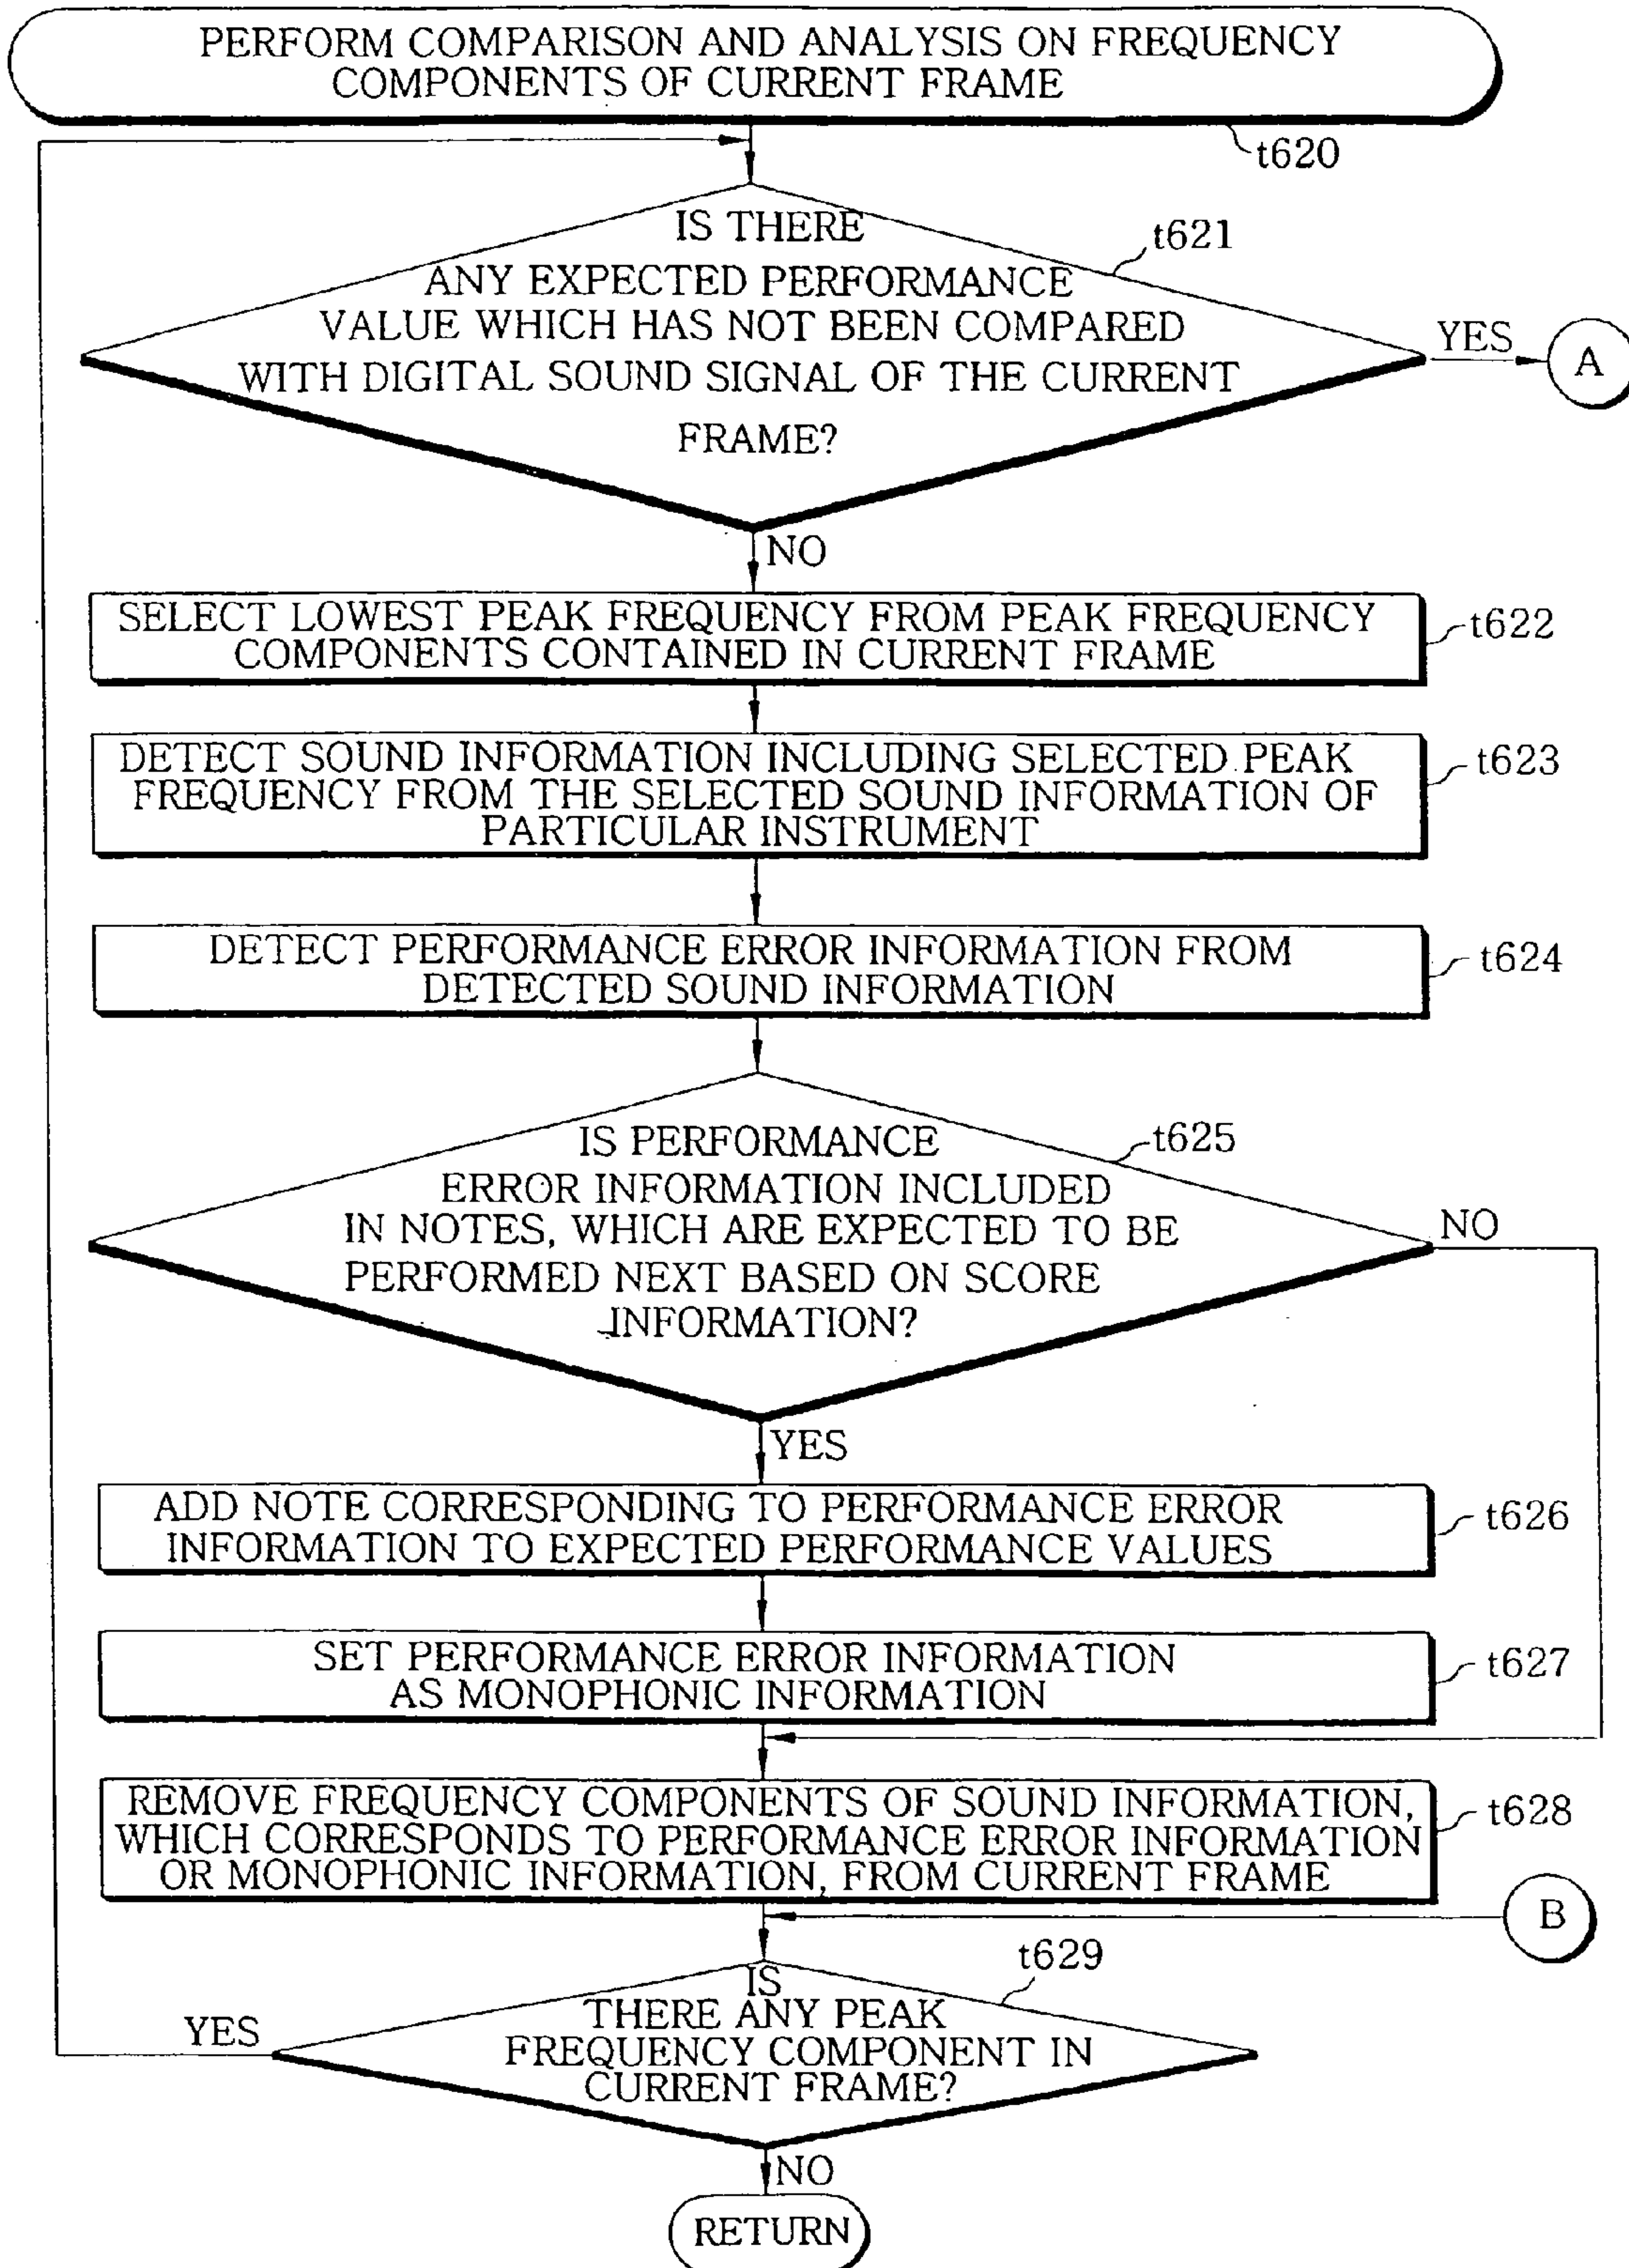 PERFORM COMPARISON AND ANALYSIS ON FREQUENCY
COMPONENTS OF CURRENT FRAME
t620
IS THERE
ANY EXPECTED PERFORMANCE
VALUE WHICH HAS NOT BEEN COMPARED
WITH DIGITAL SOUND SIGNAL OF THE CURRENT
FRAME?
t621
YES
A
NO
SELECT LOWEST PEAK FREQUENCY FROM PEAK FREQUENCY
COMPONENTS CONTAINED IN CURRENT FRAME
t622
DETECT SOUND INFORMATION INCLUDING SELECTED PEAK
FREQUENCY FROM THE SELECTED SOUND INFORMATION OF
PARTICULAR INSTRUMENT
t623
DETECT PERFORMANCE ERROR INFORMATION FROM
DETECTED SOUND INFORMATION
t624
IS PERFORMANCE
ERROR INFORMATION INCLUDED
IN NOTES, WHICH ARE EXPECTED TO BE
PERFORMED NEXT BASED ON SCORE
INFORMATION?
t625
NO
YES
ADD NOTE CORRESPONDING TO PERFORMANCE ERROR
INFORMATION TO EXPECTED PERFORMANCE VALUES
t626
SET PERFORMANCE ERROR INFORMATION
AS MONOPHONIC INFORMATION
t627
REMOVE FREQUENCY COMPONENTS OF SOUND INFORMATION,
WHICH CORRESPONDS TO PERFORMANCE ERROR INFORMATION
OR MONOPHONIC INFORMATION, FROM CURRENT FRAME
t628
B
IS
THERE ANY PEAK
FREQUENCY COMPONENT IN
CURRENT FRAME?
t629
YES
NO
RETURN